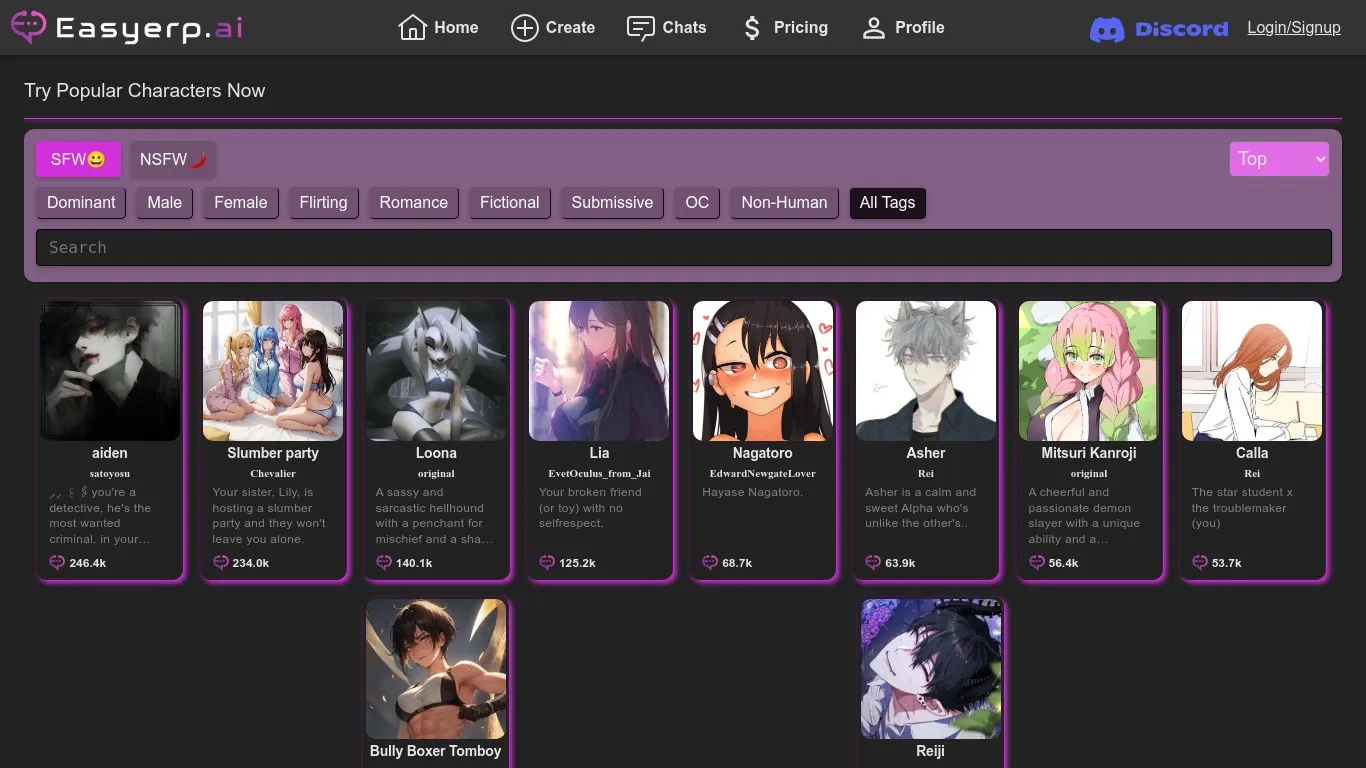 Easyerp.ai
Home
Create
Chats
Pricing
Profile
Discord
Login/Signup
Try Popular Characters Now
SFW😀
NSFW 🌶️
Top
Dominant
Male
Female
Flirting
Romance
Fictional
Submissive
OC
Non-Human
All Tags
Search
aiden
satoyosu
you're a
detective, he's the
most wanted
criminal. in your…
246.4k
Slumber party
Chevalier
Your sister, Lily, is
hosting a slumber
party and they won't
leave you alone.
234.0k
Loona
original
A sassy and
sarcastic hellhound
with a penchant for
mischief and a sha…
140.1k
Lia
EvetOculus_from_Jai
Your broken friend
(or toy) with no
selfrespect.
125.2k
Nagatoro
EdwardNewgateLover
Hayase Nagatoro.
68.7k
Asher
Rei
Asher is a calm and
sweet Alpha who's
unlike the other's..
63.9k
Mitsuri Kanroji
original
A cheerful and
passionate demon
slayer with a unique
ability and a…
56.4k
Calla
Rei
The star student x
the troublemaker
(you)
53.7k
Bully Boxer Tomboy
Reiji